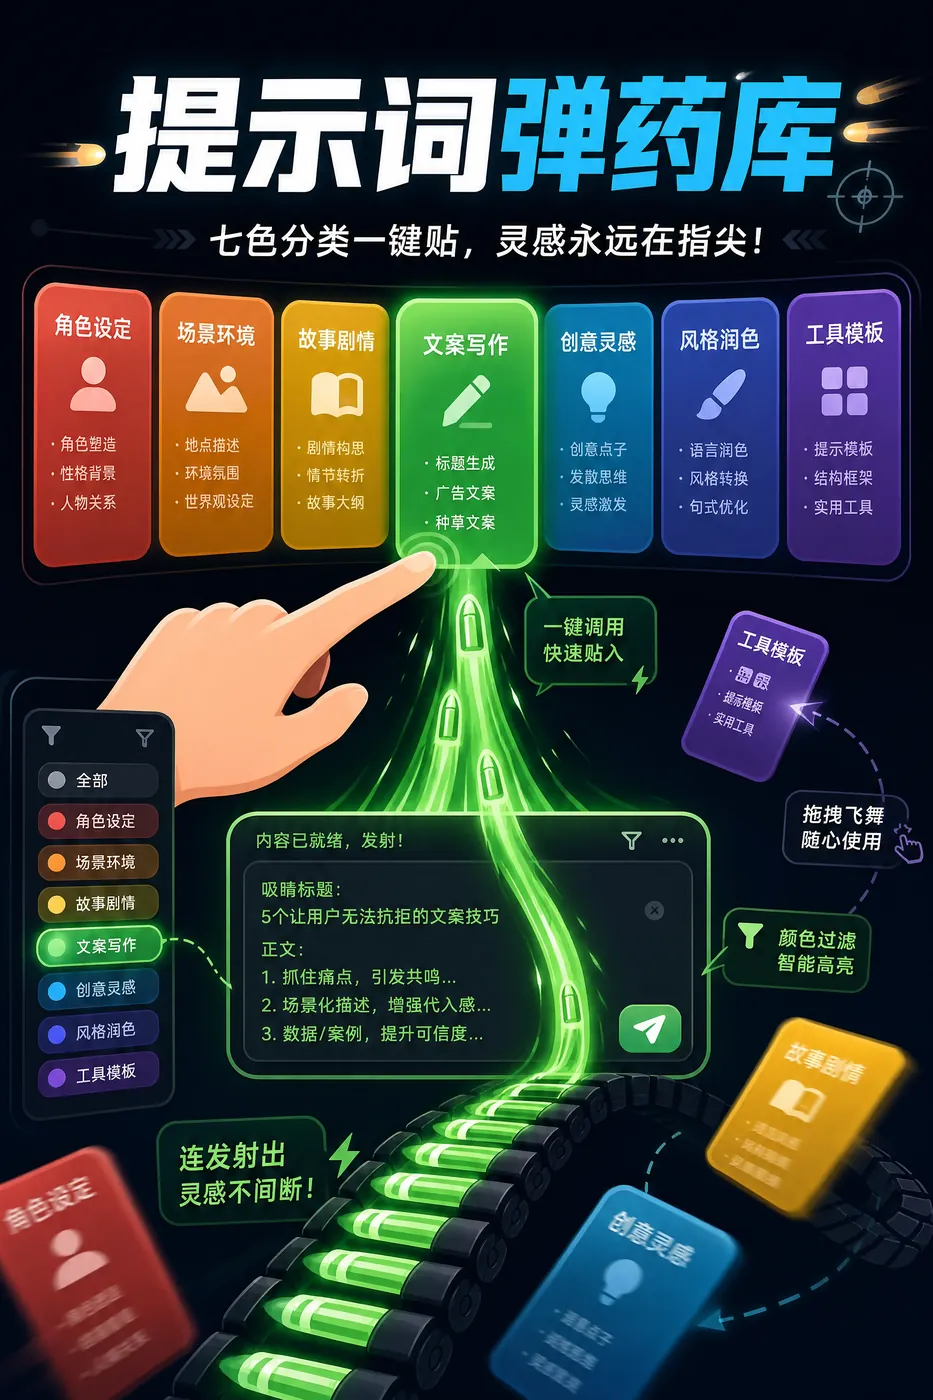 提示词弹药库
七色分类一键贴，灵感永远在指尖！
角色设定
·角色塑造
·性格背景
·人物关系
场景环境
·地点描述
·环境氛围
·世界观设定
故事剧情
·剧情构思
·情节转折
·故事大纲
文案写作
·标题生成
·广告文案
·种草文案
创意灵感
·创意点子
·发散思维
·灵感激发
风格润色
·语言润色
·风格转换
·句式优化
工具模板
·提示模板
·结构框架
·实用工具
一键调用
快速贴入
工具模板
·提示模板
·实用工具
拖拽飞舞
随心使用
全部
角色设定
场景环境
故事剧情
文案写作
创意灵感
风格润色
工具模板
内容已就绪，发射！
吸睛标题：
5个让用户无法抗拒的文案技巧
正文：
1. 抓住痛点，引发共鸣...
2. 场景化描述，增强代入感...
3. 数据/案例，提升可信度...
颜色过滤
智能高亮
连发射出
灵感不间断！
故事剧情
角色设定
创意灵感